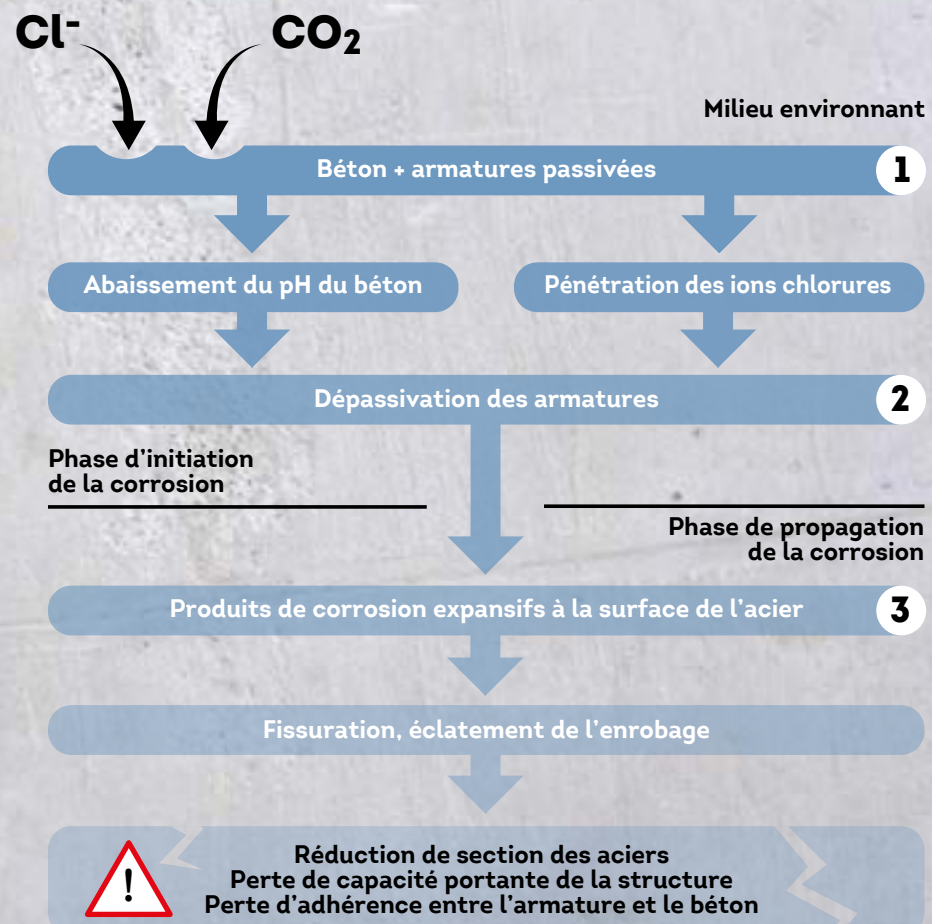 Cl⁻
CO₂
Milieu environnant
Béton + armatures passivées
1
Abaissement du pH du béton
Pénétration des ions chlorures
Dépassivation des armatures
2
Phase d'initiation
de la corrosion
Phase de propagation
de la corrosion
Produits de corrosion expansifs à la surface de l'acier
3
Fissuration, éclatement de l'enrobage
!
Réduction de section des aciers
Perte de capacité portante de la structure
Perte d'adhérence entre l'armature et le béton